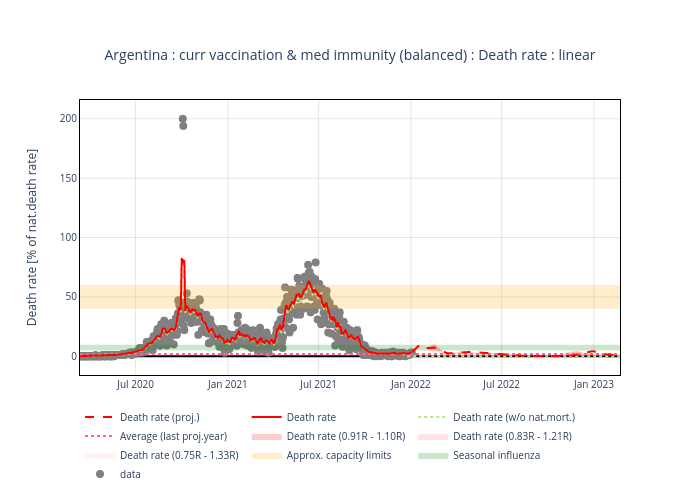 Argentina : curr vaccination & med immunity (balanced) : Death rate : linear
Death rate [% of nat.death rate]
200
150
100
50
0
Jul 2020 Jan 2021 Jul 2021 Jan 2022 Jul 2022 Jan 2023
Death rate (proj.) Death rate Death rate (w/o nat.mort.)
Average (last proj.year) Death rate (0.91R - 1.10R) Death rate (0.83R - 1.21R)
Death rate (0.75R - 1.33R) Approx. capacity limits Seasonal influenza
data